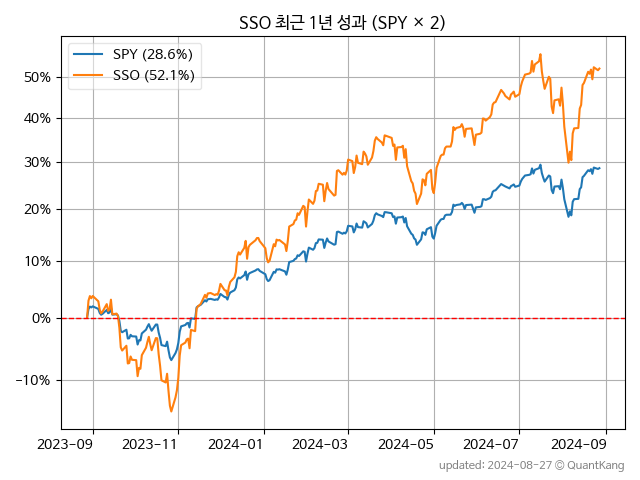 SSO 최근 1년 성과 (SPY × 2)
SPY (28.6%)
SSO (52.1%)
50%
40%
30%
20%
10%
0%
−10%
2023-09 2023-11 2024-01 2024-03 2024-05 2024-07 2024-09
updated: 2024-08-27 © QuantKang